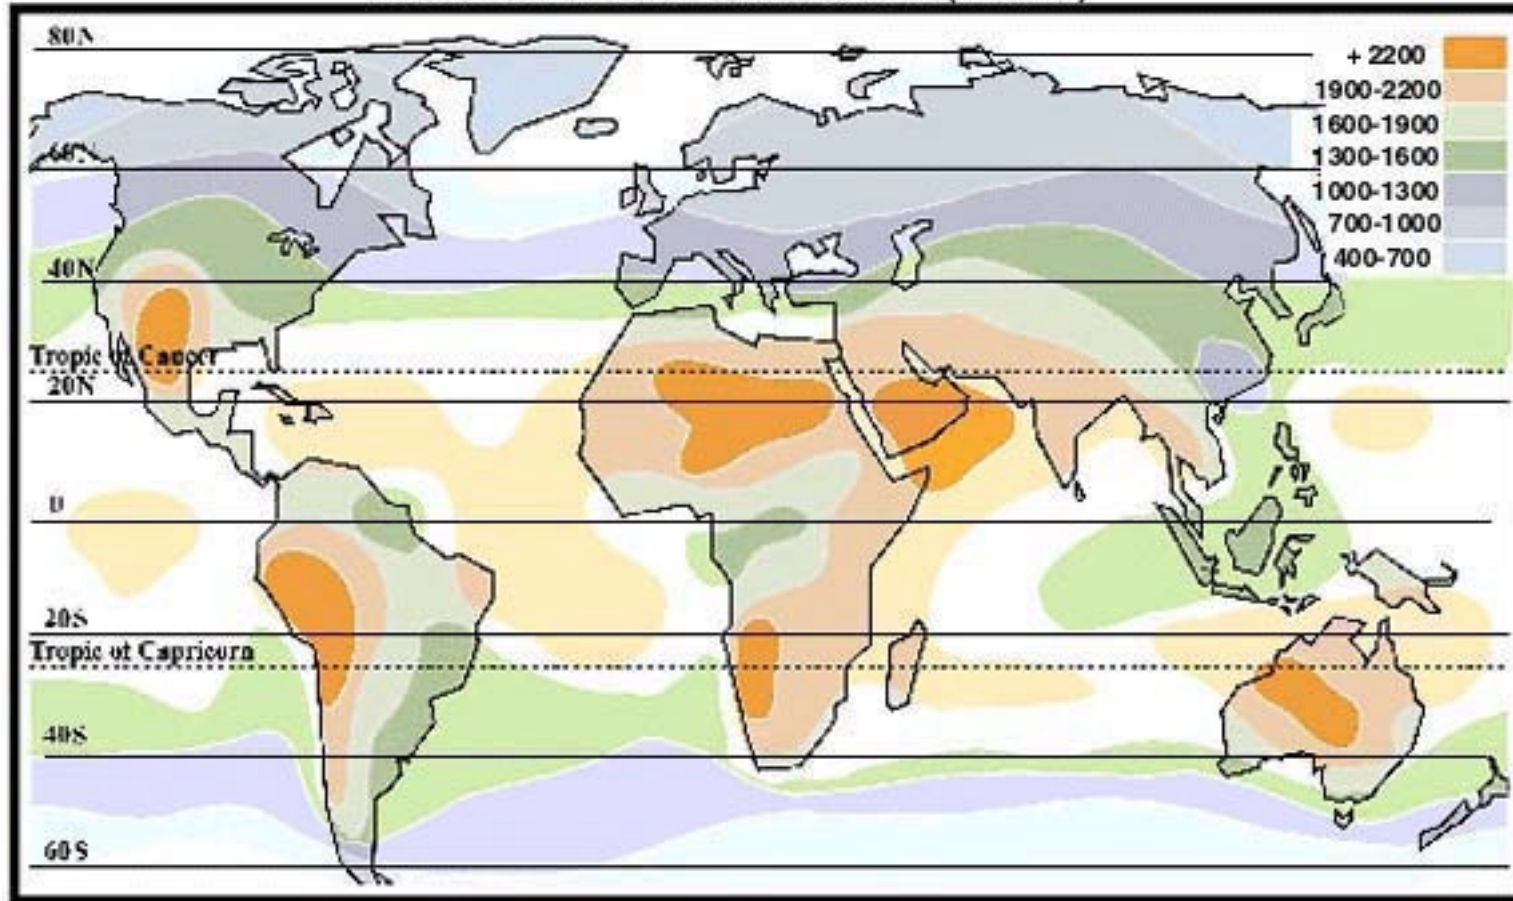 80N
+ 2200
1900-2200
1600-1900
1300-1600
60N
1000-1300
700-1000
400-700
40N
Tropic of Cancer
20N
0
20S
Tropic of Capricorn
40S
60S